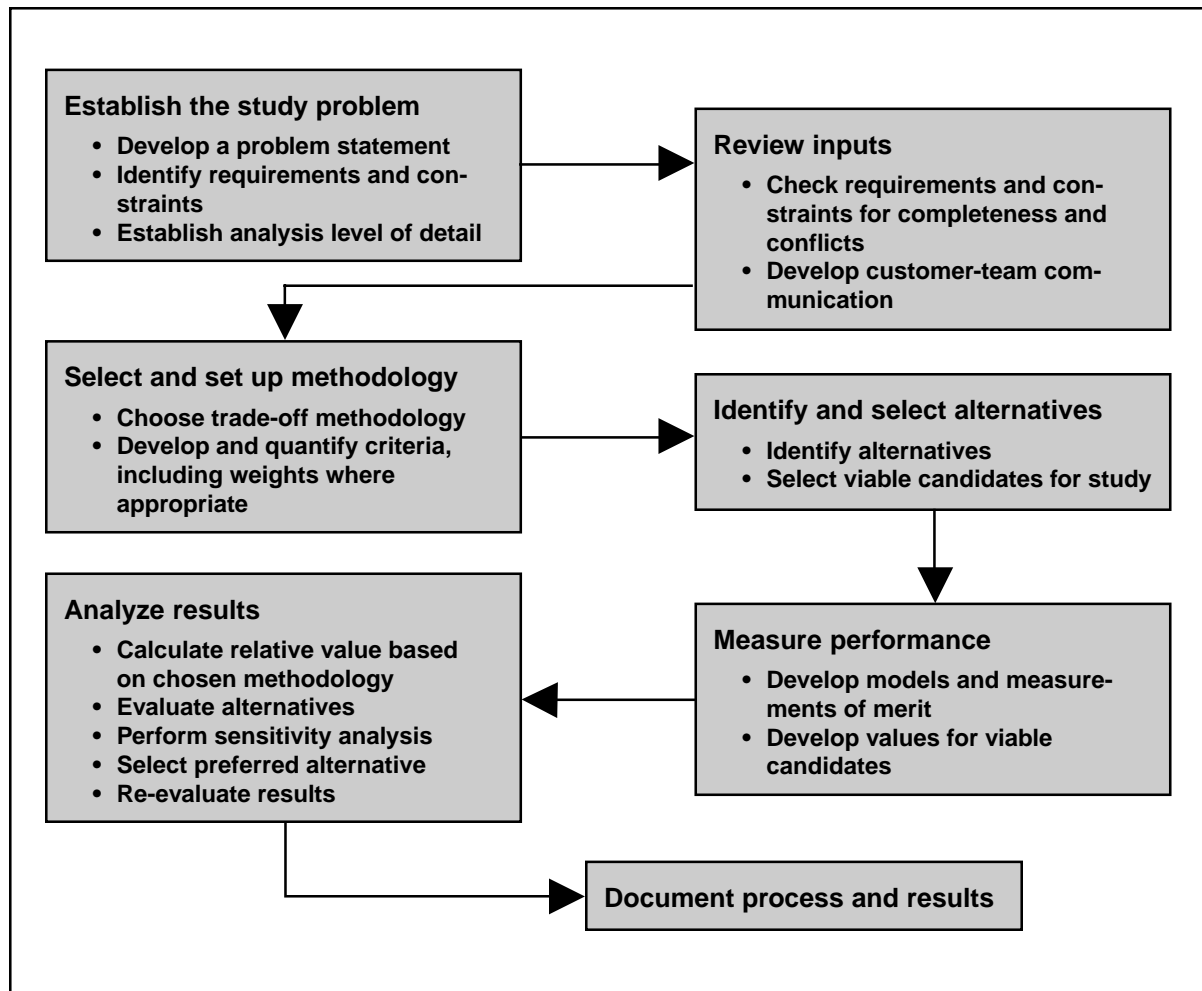 Establish the study problem
• Develop a problem statement
• Identify requirements and con-
straints
• Establish analysis level of detail
Review inputs
• Check requirements and con-
straints for completeness and
conflicts
• Develop customer-team com-
munication
Select and set up methodology
• Choose trade-off methodology
• Develop and quantify criteria,
including weights where
appropriate
Identify and select alternatives
• Identify alternatives
• Select viable candidates for study
Measure performance
• Develop models and measure-
ments of merit
• Develop values for viable
candidates
Analyze results
• Calculate relative value based
on chosen methodology
• Evaluate alternatives
• Perform sensitivity analysis
• Select preferred alternative
• Re-evaluate results
Document process and results